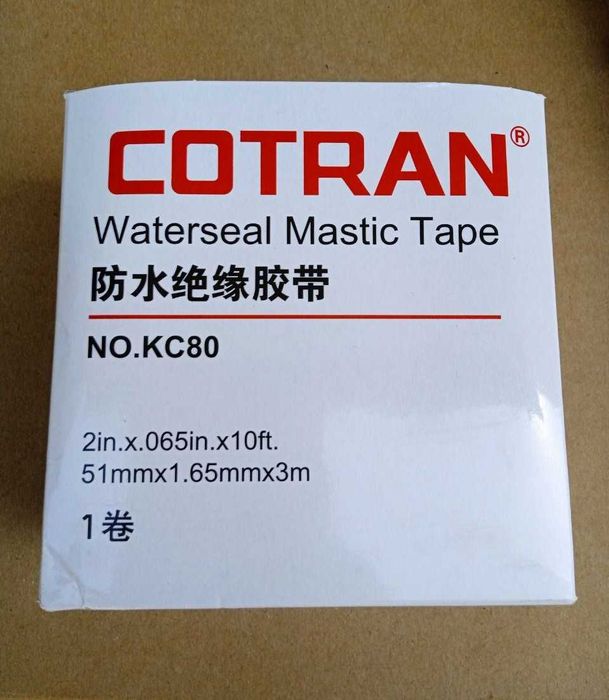 COTRAN®
Waterseal Mastic Tape
防水绝缘胶带
NO.KC80
2in.x.065in.x10ft.
51mmx1.65mmx3m
1卷